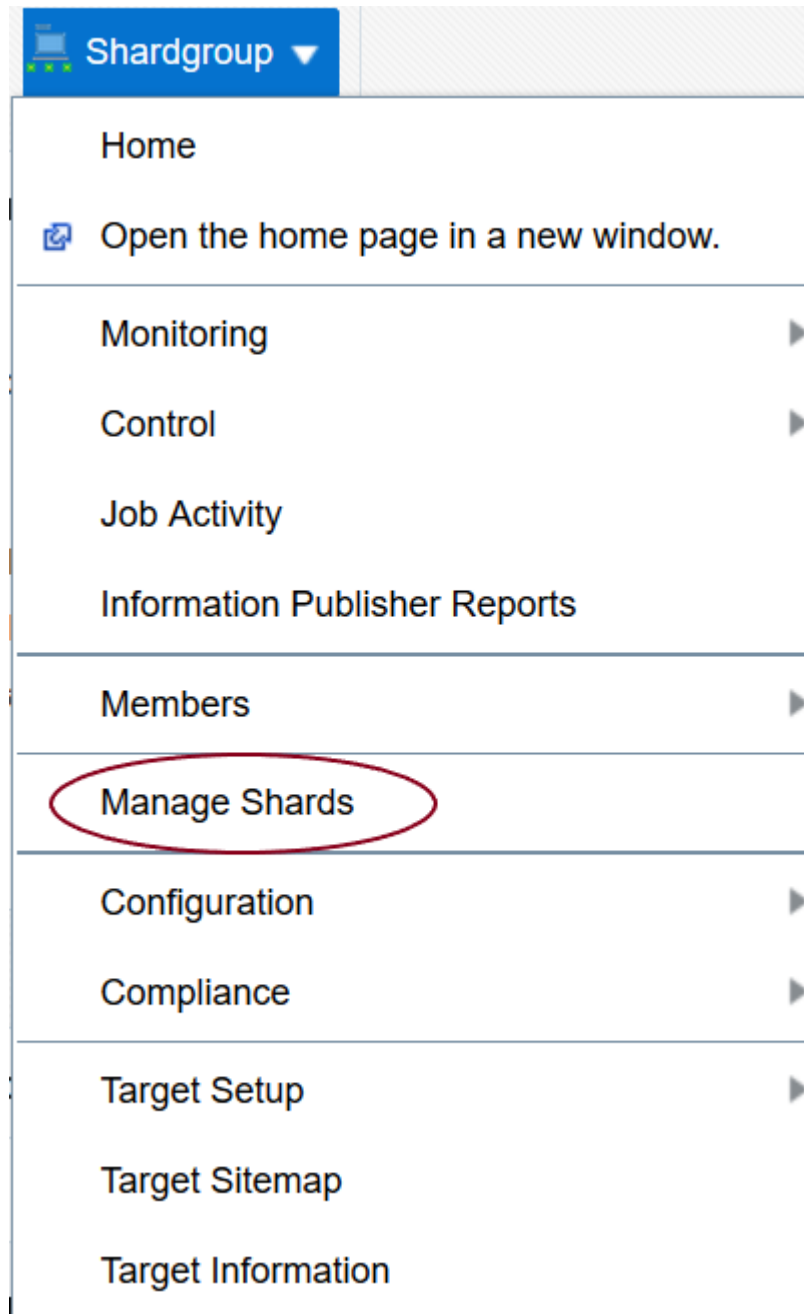 Shardgroup
Home
Open the home page in a new window.
Monitoring
Control
Job Activity
Information Publisher Reports
Members
Manage Shards
Configuration
Compliance
Target Setup
Target Sitemap
Target Information